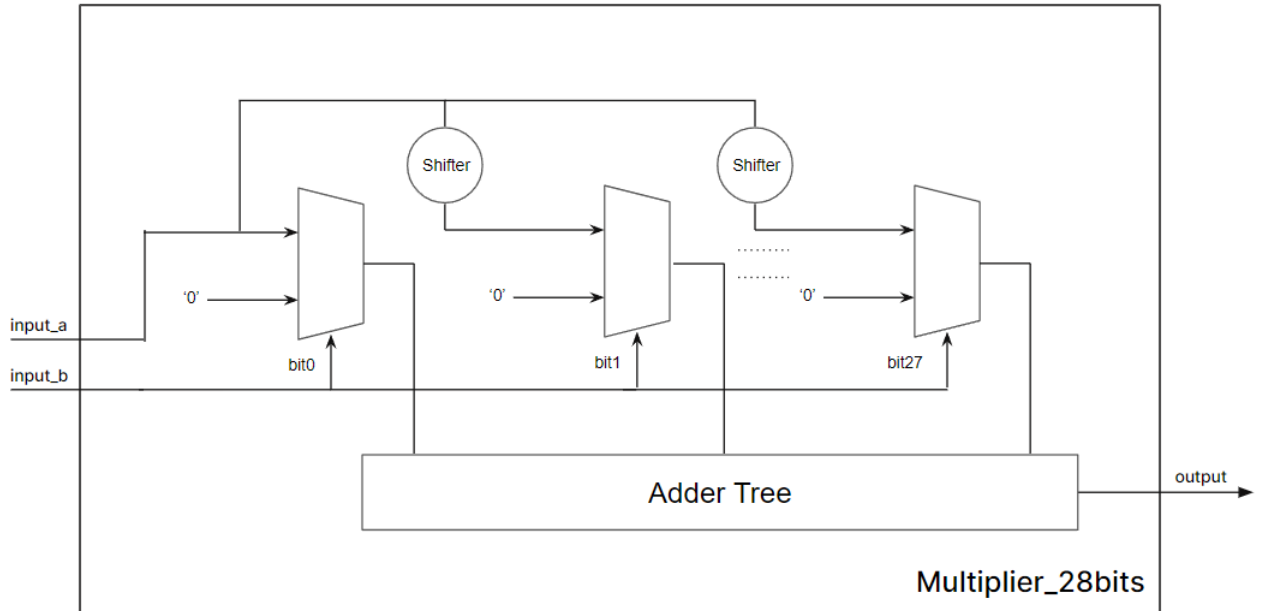 Shifter
Shifter
'0'
'0'
'0'
input_a
input_b
bit0
bit1
bit27
Adder Tree
output
Multiplier_28bits